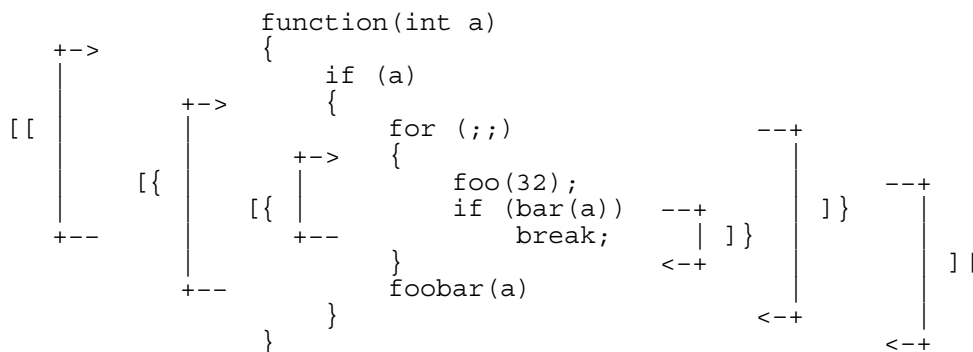 function(int a)
   +->          {
   |                if (a)
   |       +->      {
[[ |       |            for (;;)               --+
   |       |      +->   {                        |
   |    [{ |      |         foo(32);             |     --+
   |       |   [{ |         if (bar(a))  --+     | ]}    |
   +--     |      +--           break;     | ]}  |       |
           |            }                <-+     |       | ][
           +--          foobar(a)                |       |
                    }                          <-+       |
                }                                      <-+